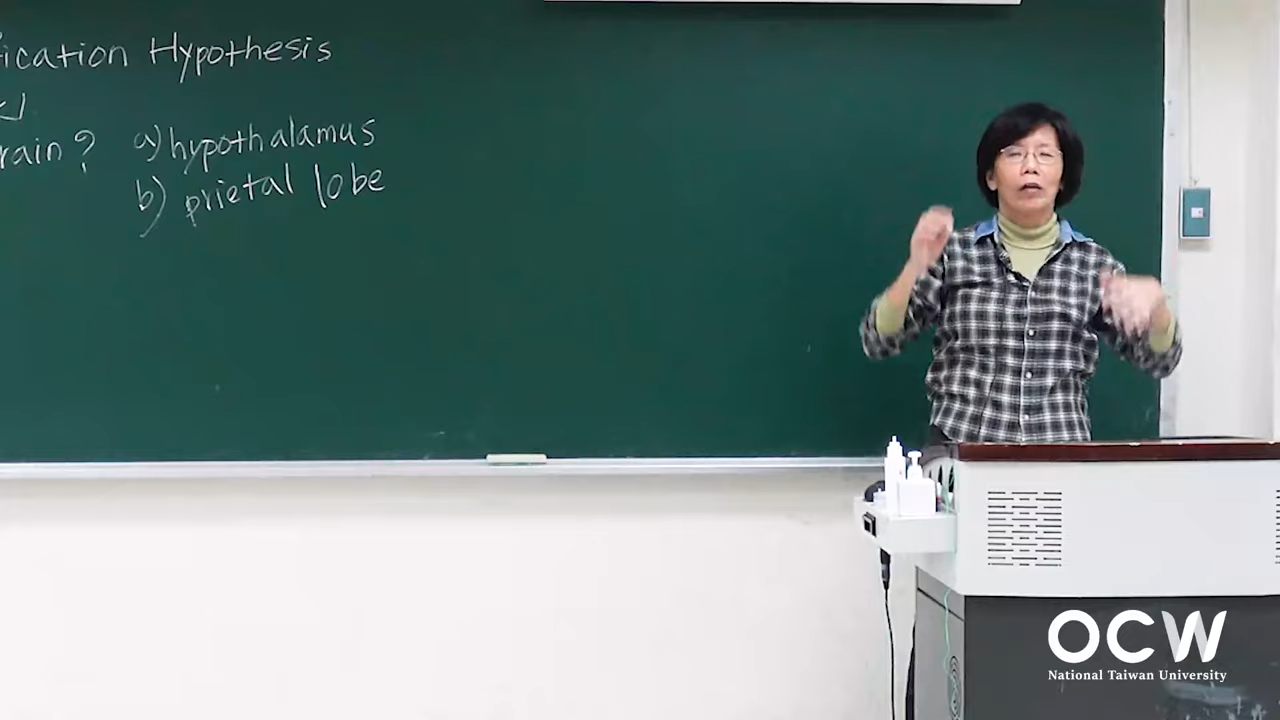 ication Hypothesis
rain? a) hypothalamus
b) prietal lobe
OCW
National Taiwan University